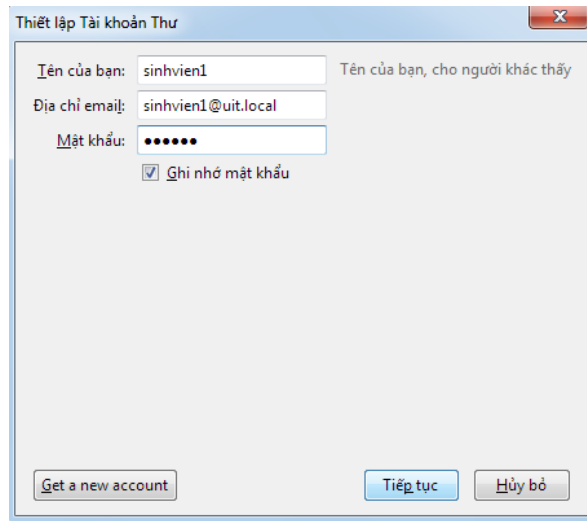 Thiết lập Tài khoản Thư
Tên của bạn: sinhvien1 Tên của bạn, cho người khác thấy
Địa chỉ email: sinhvien1@uit.local
Mật khẩu: ●●●●●●
Ghi nhớ mật khẩu
Get a new account Tiếp tục Hủy bỏ